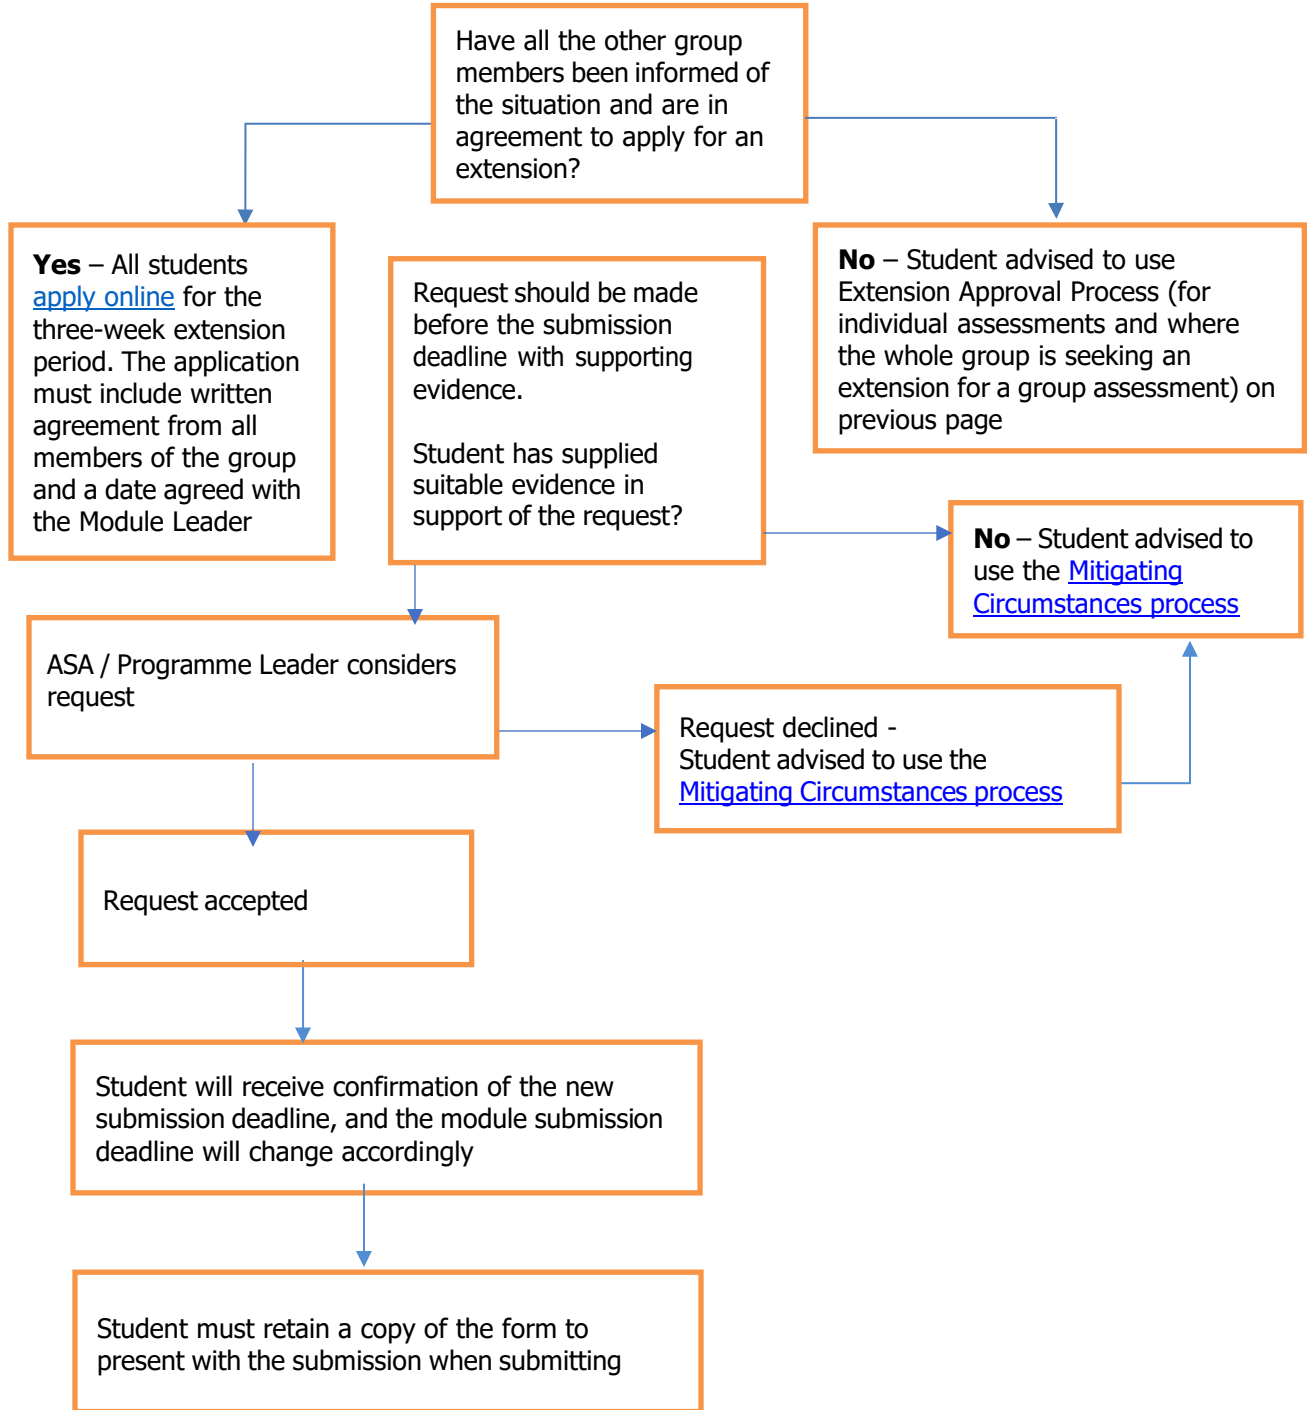 Have all the other group
members been informed of
the situation and are in
agreement to apply for an
extension?
Yes – All students
apply online for the
three-week extension
period. The application
must include written
agreement from all
members of the group
and a date agreed with
the Module Leader
Request should be made
before the submission
deadline with supporting
evidence.
Student has supplied
suitable evidence in
support of the request?
No – Student advised to use
Extension Approval Process (for
individual assessments and where
the whole group is seeking an
extension for a group assessment) on
previous page
No – Student advised to
use the Mitigating
Circumstances process
ASA / Programme Leader considers
request
Request declined -
Student advised to use the
Mitigating Circumstances process
Request accepted
Student will receive confirmation of the new
submission deadline, and the module submission
deadline will change accordingly
Student must retain a copy of the form to
present with the submission when submitting